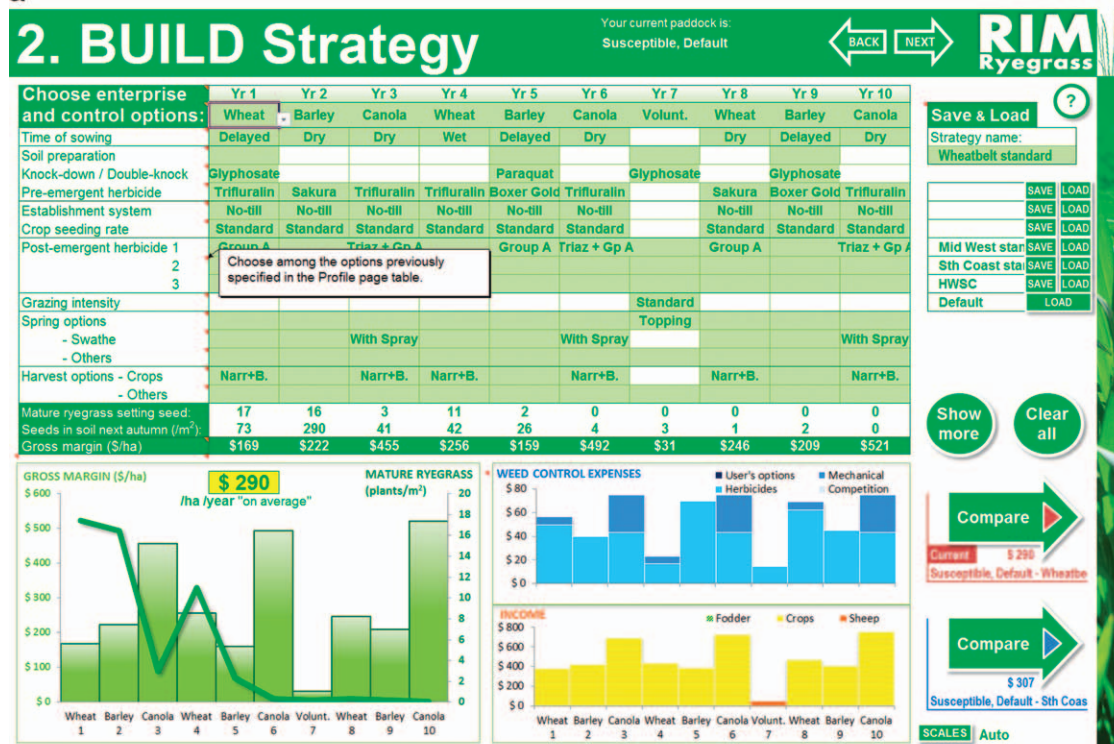 2. BUILD Strategy
Your current paddock is:
Susceptible, Default
BACK
NEXT
RIM
Ryegrass
Choose enterprise and control options: Yr 1 Yr 2 Yr 3 Yr 4 Yr 5 Yr 6 Yr 7 Yr 8 Yr 9 Yr 10
Wheat Barley Canola Wheat Barley Canola Volunt. Wheat Barley Canola
Time of sowing Delayed Dry Dry Wet Delayed Dry Dry Delayed Dry
Soil preparation
Knock-down / Double-knock Glyphosate Paraquat Glyphosate Glyphosate
Pre-emergent herbicide Trifluralin Sakura Trifluralin Trifluralin Boxer Gold Trifluralin Sakura Boxer Gold Trifluralin
Establishment system No-till No-till No-till No-till No-till No-till No-till No-till No-till
Crop seeding rate Standard Standard Standard Standard Standard Standard Standard Standard Standard
Post-emergent herbicide 1 Group A Triaz + Gp A Group A Triaz + Gp A Group A Triaz + Gp A
2
3
Choose among the options previously
specified in the Profile page table.
Grazing intensity Standard
Spring options Topping
- Swathe With Spray With Spray With Spray
- Others
Harvest options - Crops Narr+B. Narr+B. Narr+B. Narr+B. Narr+B. Narr+B.
- Others
Mature ryegrass setting seed: 17 16 3 11 2 0 0 0 0 0
Seeds in soil next autumn (/m²): 73 290 41 42 26 4 3 1 2 0
Gross margin ($/ha) $169 $222 $455 $256 $159 $492 $31 $246 $209 $521
?
Save & Load
Strategy name:
Wheatbelt standard
SAVE LOAD
SAVE LOAD
SAVE LOAD
Mid West stan SAVE LOAD
Sth Coast sta SAVE LOAD
HWSC SAVE LOAD
Default LOAD
Show more
Clear all
GROSS MARGIN ($/ha)
$ 290
/ha /year "on average"
MATURE RYEGRASS
(plants/m²)
$ 600
$ 500
$ 400
$ 300
$ 200
$ 100
$ 0
20
18
16
14
12
10
8
6
4
2
0
Wheat Barley Canola Wheat Barley Canola Volunt. Wheat Barley Canola
1 2 3 4 5 6 7 8 9 10
WEED CONTROL EXPENSES
User's options Mechanical
Herbicides Competition
$ 80
$ 60
$ 40
$ 20
$ 0
INCOME
Fodder Crops Sheep
$ 800
$ 600
$ 400
$ 200
$ 0
Wheat Barley Canola Wheat Barley Canola Volunt. Wheat Barley Canola
1 2 3 4 5 6 7 8 9 10
Compare
Current $ 290
Susceptible, Default - Wheatbe
Compare
$ 307
Susceptible, Default - Sth Coas
SCALES Auto